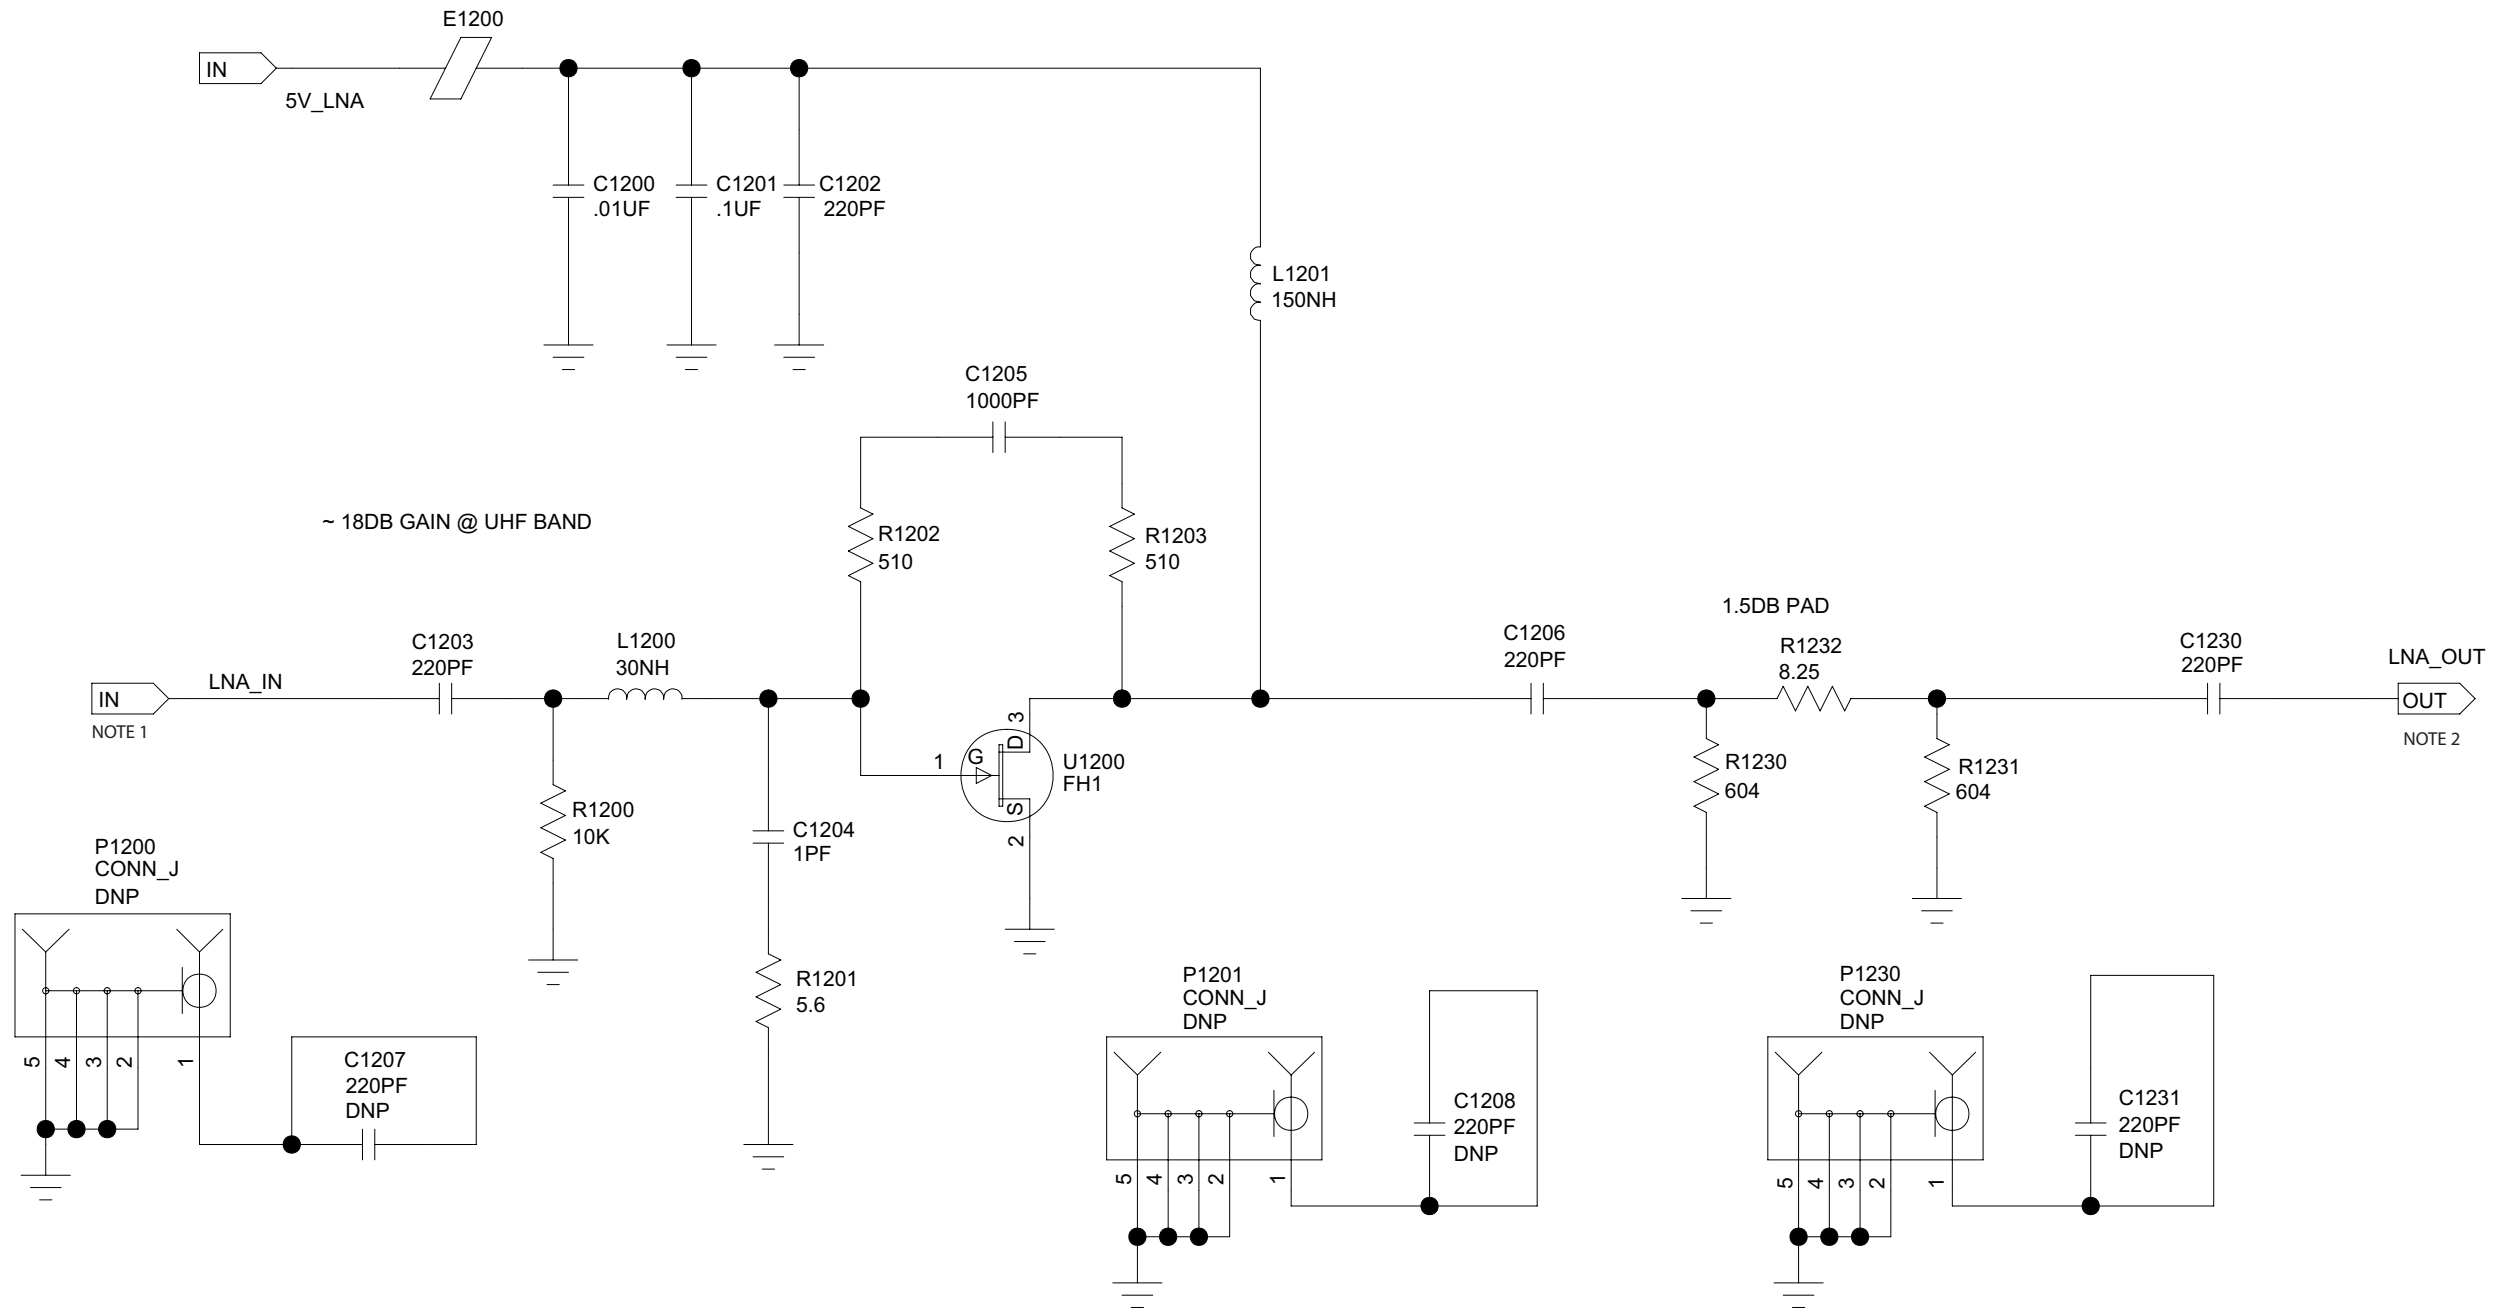 E1200
IN
5V_LNA
C1200
.01UF
C1201
.1UF
C1202
220PF
L1201
150NH
C1205
1000PF
~ 18DB GAIN @ UHF BAND
R1202
510
R1203
510
1.5DB PAD
C1203
220PF
L1200
30NH
C1206
220PF
R1232
8.25
C1230
220PF
LNA_OUT
LNA_IN
IN
NOTE 1
OUT
NOTE 2
3
D
1
G
S
2
U1200
FH1
R1230
604
R1231
604
R1200
10K
C1204
1PF
P1200
CONN_J
DNP
R1201
5.6
P1201
CONN_J
DNP
P1230
CONN_J
DNP
5
4
3
2
1
C1207
220PF
DNP
C1208
220PF
DNP
C1231
220PF
DNP
5
4
3
2
1
5
4
3
2
1